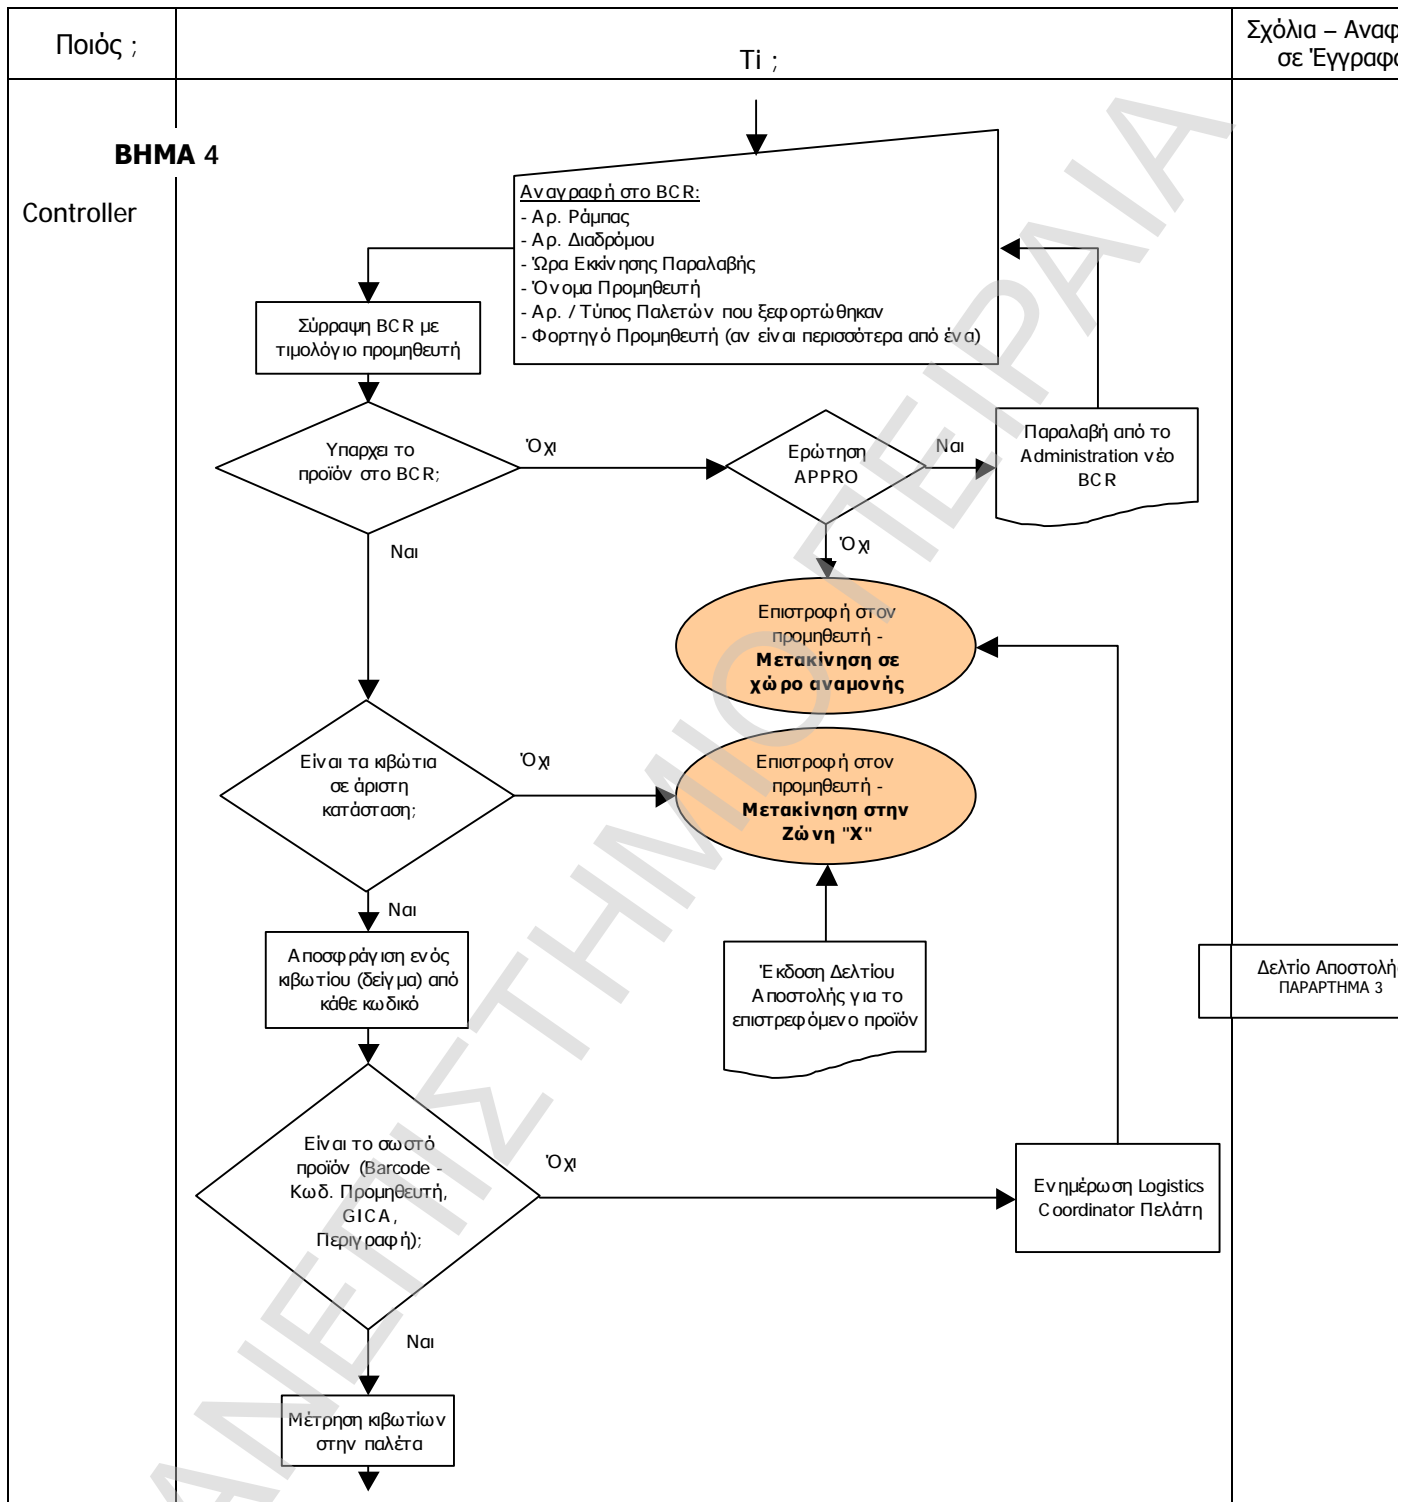 Ποιός ;
Τi ;
Σχόλια – Αναφ
σε Έγγραφα
ΒΗΜΑ 4
Controller
Αναγραφή στο BCR:
- Αρ. Ράμπας
- Αρ. Διαδρόμου
- Ώρα Εκκίνησης Παραλαβής
- Όνομα Προμηθευτή
- Αρ. / Τύπος Παλετών που ξεφορτώθηκαν
- Φορτηγό Προμηθευτή (αν είναι περισσότερα από ένα)
Σύρραψη BCR με
τιμολόγιο προμηθευτή
Υπαρχει το
προϊόν στο BCR;
Όχι
Ερώτηση
APPRO
Ναι
Παραλαβή από το
Administration νέο
BCR
Ναι
Όχι
Επιστροφή στον
προμηθευτή -
Μετακίνηση σε
χώρο αναμονής
Είναι τα κιβώτια
σε άριστη
κατάσταση;
Όχι
Επιστροφή στον
προμηθευτή -
Μετακίνηση στην
Ζώνη "Χ"
Ναι
Αποσφράγιση ενός
κιβωτίου (δείγμα) από
κάθε κωδικό
Έκδοση Δελτίου
Αποστολής για το
επιστρεφόμενο προϊόν
Δελτίο Αποστολής
ΠΑΡΑΡΤΗΜΑ 3
Είναι το σωστό
προϊόν (Barcode -
Κωδ. Προμηθευτή,
GICA,
Περιγραφή);
Όχι
Ενημέρωση Logistics
Coordinator Πελάτη
Ναι
Μέτρηση κιβωτίων
στην παλέτα
ΑΝΕΠΙΣΤΗΜΙΟ ΠΕΙΡΑΙΑ